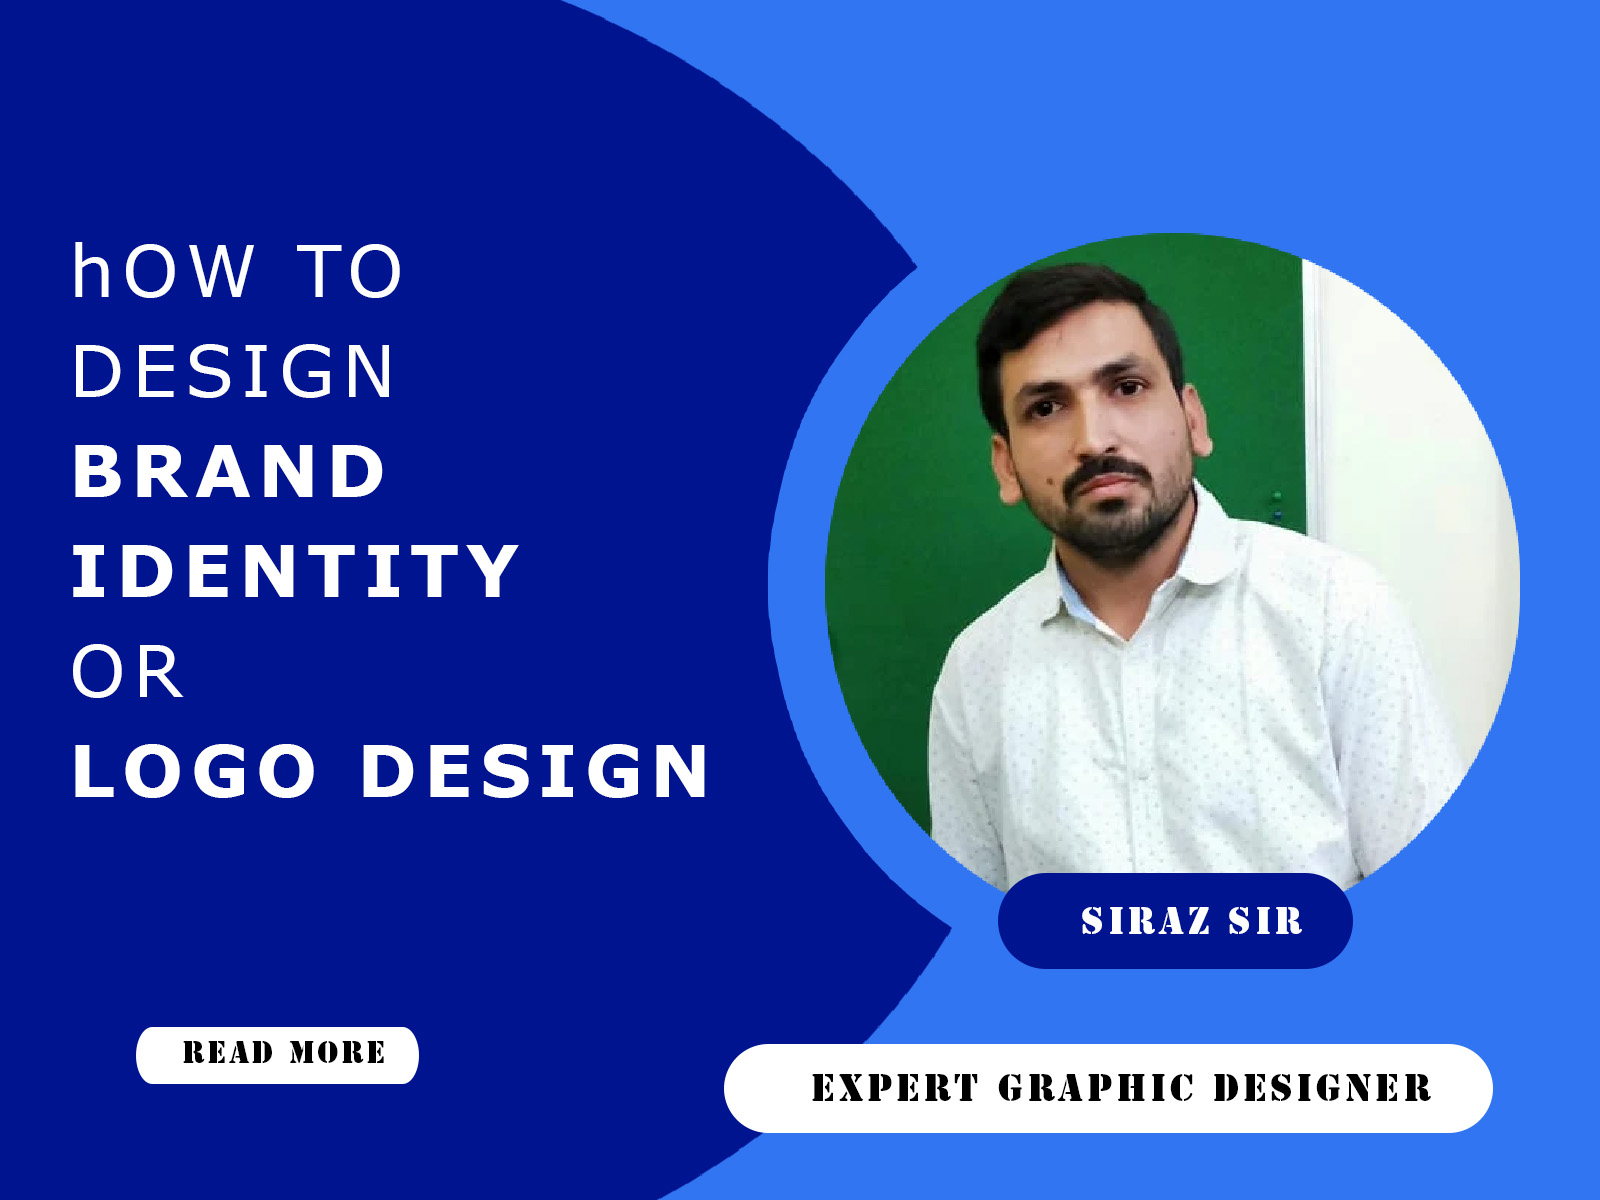 hOW TO
DESIGN
BRAND
IDENTITY
OR
LOGO DESIGN
SIRAZ SIR
READ MORE
EXPERT GRAPHIC DESIGNER